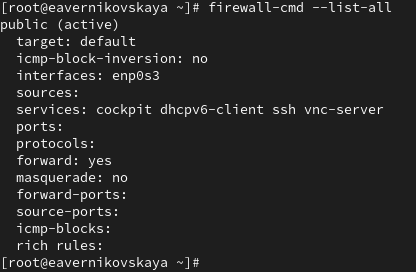 [root@eavernikovskaya ~]# firewall-cmd --list-all
public (active)
  target: default
  icmp-block-inversion: no
  interfaces: enp0s3
  sources:
  services: cockpit dhcpv6-client ssh vnc-server
  ports:
  protocols:
  forward: yes
  masquerade: no
  forward-ports:
  source-ports:
  icmp-blocks:
  rich rules:
[root@eavernikovskaya ~]#